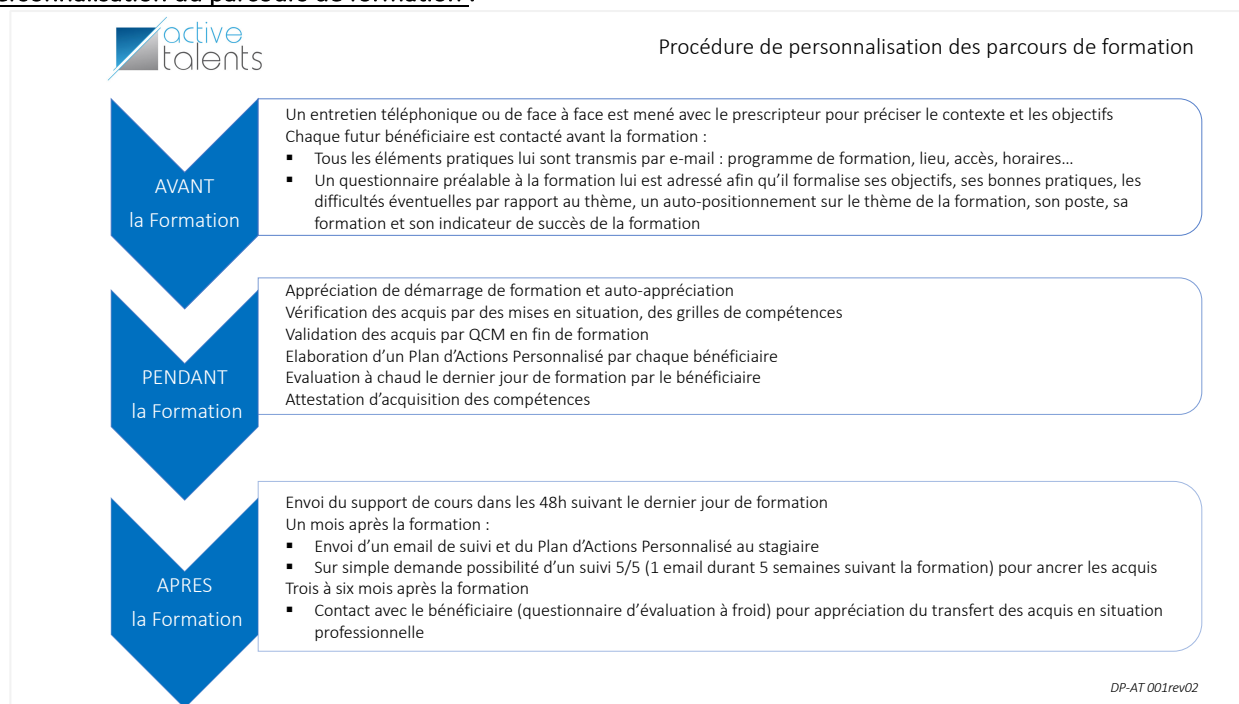 ersonnalisation du parcours de formation :
active
talents
Procédure de personnalisation des parcours de formation
AVANT
la Formation
Un entretien téléphonique ou de face à face est mené avec le prescripteur pour préciser le contexte et les objectifs
Chaque futur bénéficiaire est contacté avant la formation :
▪ Tous les éléments pratiques lui sont transmis par e-mail : programme de formation, lieu, accès, horaires…
▪ Un questionnaire préalable à la formation lui est adressé afin qu’il formalise ses objectifs, ses bonnes pratiques, les
difficultés éventuelles par rapport au thème, un auto-positionnement sur le thème de la formation, son poste, sa
formation et son indicateur de succès de la formation
PENDANT
la Formation
Appréciation de démarrage de formation et auto-appréciation
Vérification des acquis par des mises en situation, des grilles de compétences
Validation des acquis par QCM en fin de formation
Elaboration d’un Plan d’Actions Personnalisé par chaque bénéficiaire
Evaluation à chaud le dernier jour de formation par le bénéficiaire
Attestation d’acquisition des compétences
APRES
la Formation
Envoi du support de cours dans les 48h suivant le dernier jour de formation
Un mois après la formation :
▪ Envoi d’un email de suivi et du Plan d’Actions Personnalisé au stagiaire
▪ Sur simple demande possibilité d’un suivi 5/5 (1 email durant 5 semaines suivant la formation) pour ancrer les acquis
Trois à six mois après la formation
▪ Contact avec le bénéficiaire (questionnaire d’évaluation à froid) pour appréciation du transfert des acquis en situation
professionnelle
DP-AT 001rev02